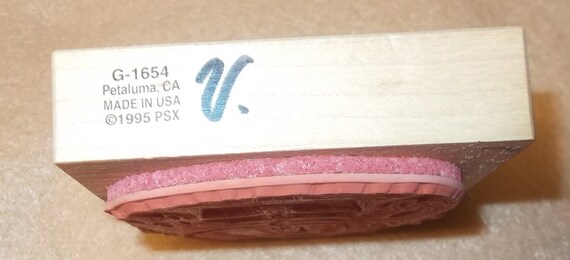 G-1654
Petaluma, CA
MADE IN USA
©1995 PSX
V.